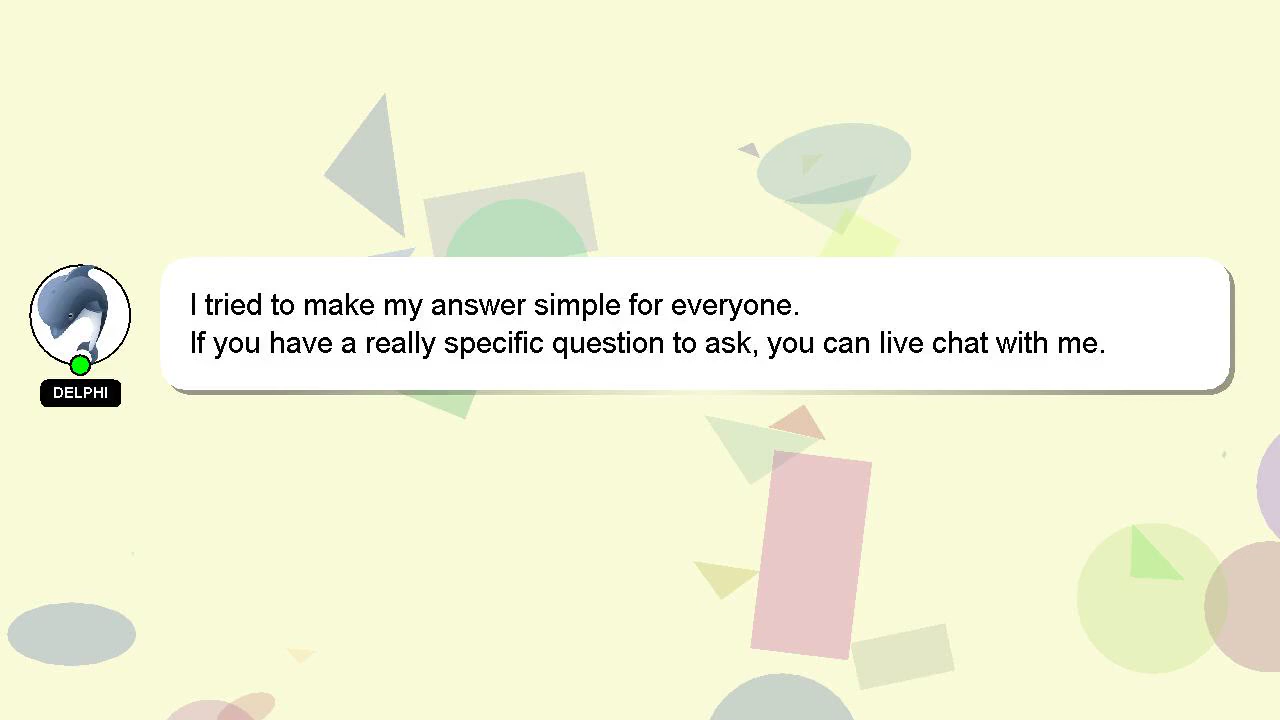 I tried to make my answer simple for everyone.
If you have a really specific question to ask, you can live chat with me.
DELPHI